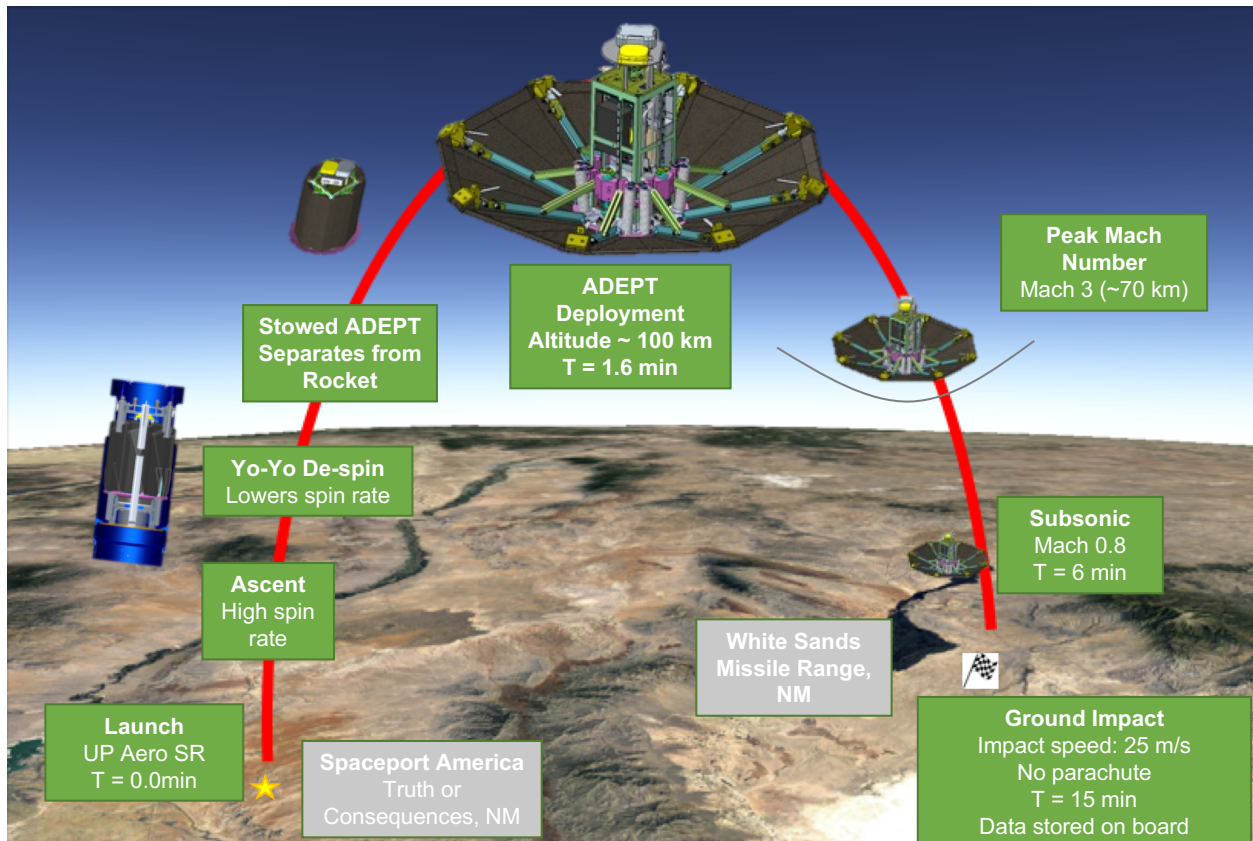 Launch
UP Aero SR
T = 0.0min
Spaceport America
Truth or
Consequences, NM
Ascent
High spin
rate
Yo-Yo De-spin
Lowers spin rate
Stowed ADEPT
Separates from
Rocket
ADEPT
Deployment
Altitude ~ 100 km
T = 1.6 min
Peak Mach
Number
Mach 3 (~70 km)
Subsonic
Mach 0.8
T = 6 min
White Sands
Missile Range,
NM
Ground Impact
Impact speed: 25 m/s
No parachute
T = 15 min
Data stored on board